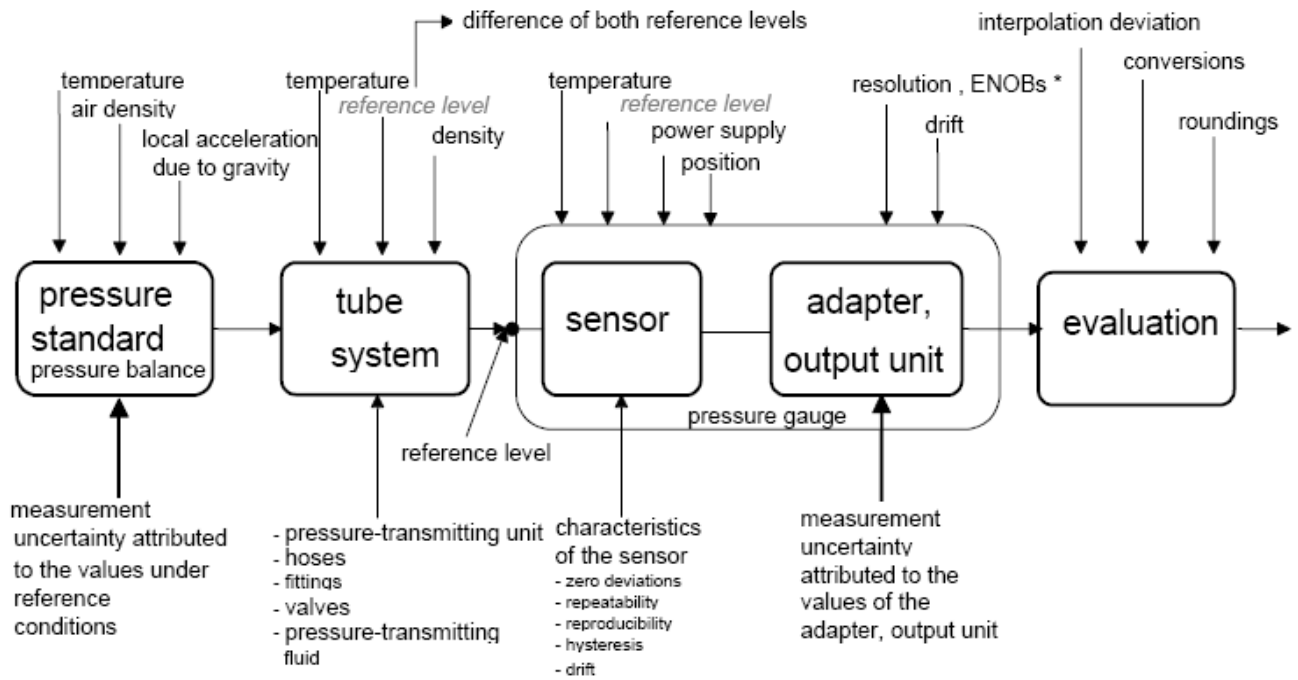 difference of both reference levels
interpolation deviation
temperature
air density
local acceleration
due to gravity
temperature
reference level
density
temperature
reference level
power supply
position
resolution , ENOBs *
drift
conversions
roundings
pressure
standard
pressure balance
tube
system
sensor
adapter,
output unit
pressure gauge
evaluation
reference level
measurement
uncertainty attributed
to the values under
reference
conditions
- pressure-transmitting unit
- hoses
- fittings
- valves
- pressure-transmitting
fluid
characteristics
of the sensor
- zero deviations
- repeatability
- reproducibility
- hysteresis
- drift
measurement
uncertainty
attributed to the
values of the
adapter, output unit